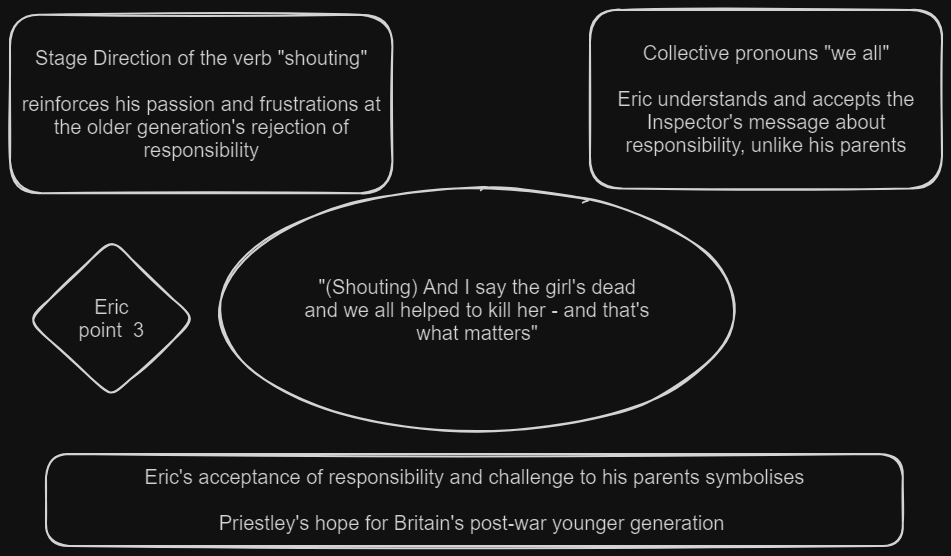 Stage Direction of the verb "shouting"
reinforces his passion and frustrations at
the older generation's rejection of
responsibility
Collective pronouns "we all"
Eric understands and accepts the
Inspector's message about
responsibility, unlike his parents
"(Shouting) And I say the girl's dead
and we all helped to kill her - and that's
what matters"
Eric
point 3
Eric's acceptance of responsibility and challenge to his parents symbolises
Priestley's hope for Britain's post-war younger generation